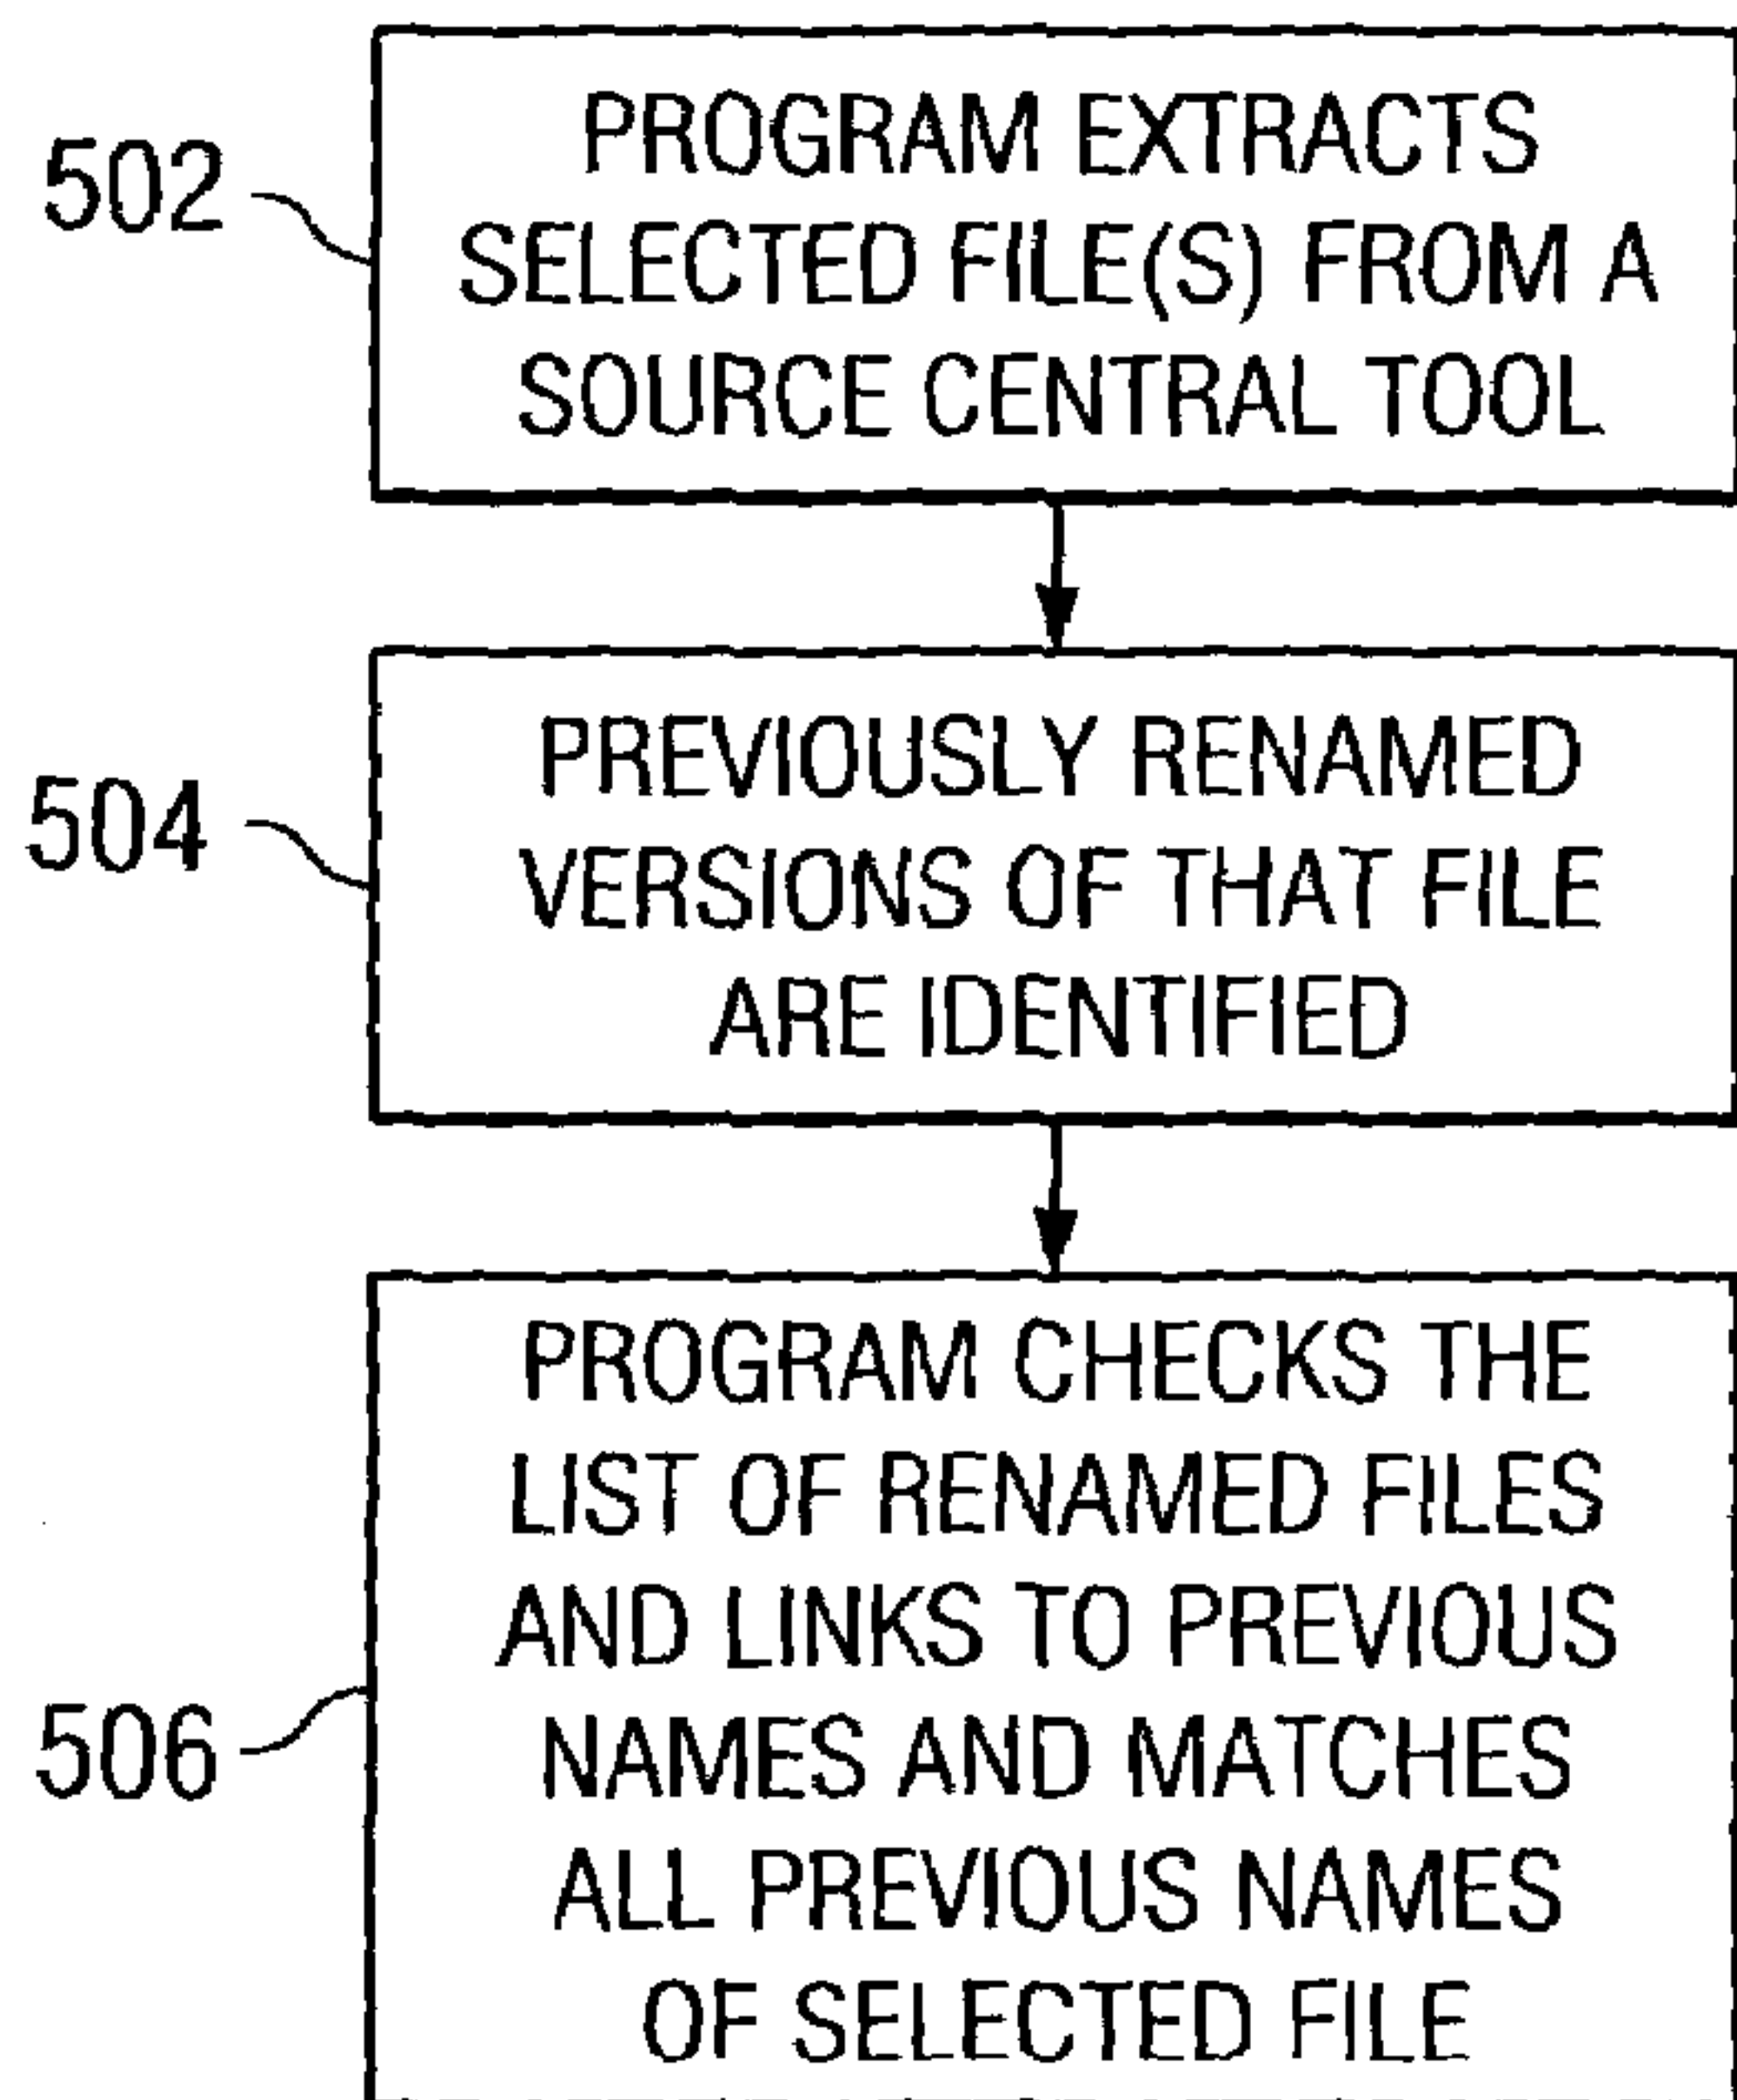 502
PROGRAM EXTRACTS
SELECTED FILE(S) FROM A
SOURCE CENTRAL TOOL
504
PREVIOUSLY RENAMED
VERSIONS OF THAT FILE
ARE IDENTIFIED
506
PROGRAM CHECKS THE
LIST OF RENAMED FILES
AND LINKS TO PREVIOUS
NAMES AND MATCHES
ALL PREVIOUS NAMES
OF SELECTED FILE